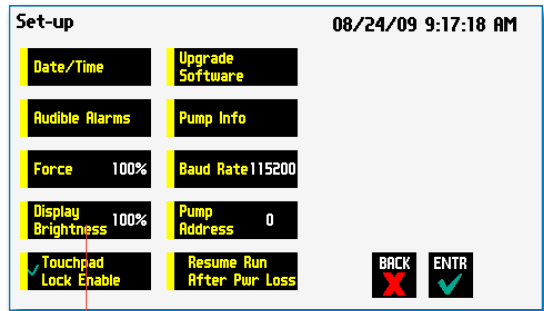 Set-up
08/24/09 9:17:18 AM
Date/Time
Upgrade
Software
Audible Alarms
Pump Info
Force 100%
Baud Rate 115200
Display
Brightness 100%
Pump
Address 0
Touchpad
Lock Enable
Resume Run
After Pwr Loss
BACK
ENTR